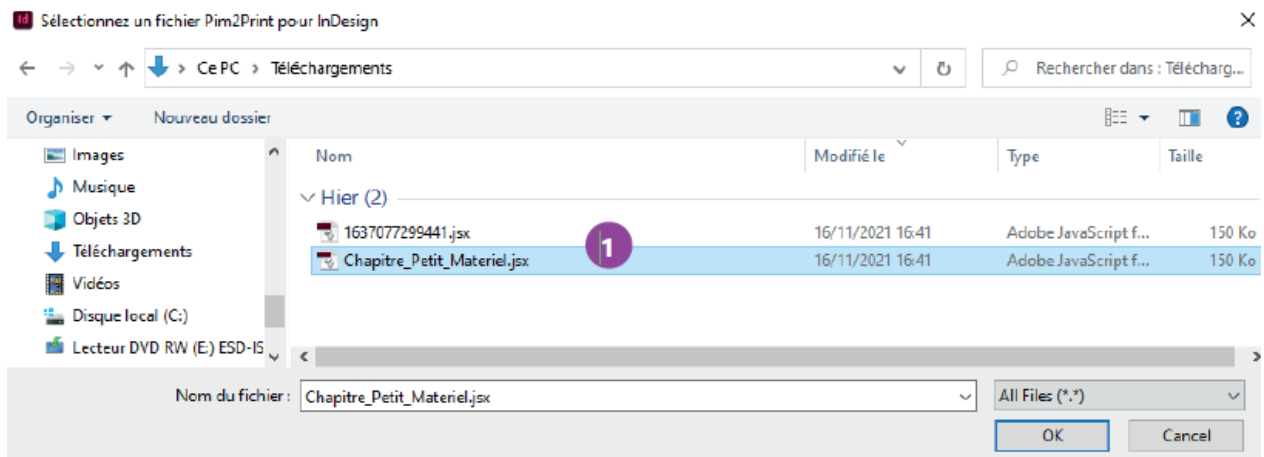 Id Sélectionnez un fichier Pim2Print pour InDesign
Ce PC > Téléchargements
Rechercher dans : Télécharg...
Organiser Nouveau dossier
Images
Musique
Objets 3D
Téléchargements
Vidéos
Disque local (C:)
Lecteur DVD RW (E:) ESD-IS
Nom Modifié le Type Taille
Hier (2)
1637077299441.jsx 16/11/2021 16:41 Adobe JavaScript f... 150 Ko
1
Chapitre_Petit_Materiel.jsx 16/11/2021 16:41 Adobe JavaScript f... 150 Ko
Nom du fichier : Chapitre_Petit_Materiel.jsx All Files (*.*)
OK Cancel